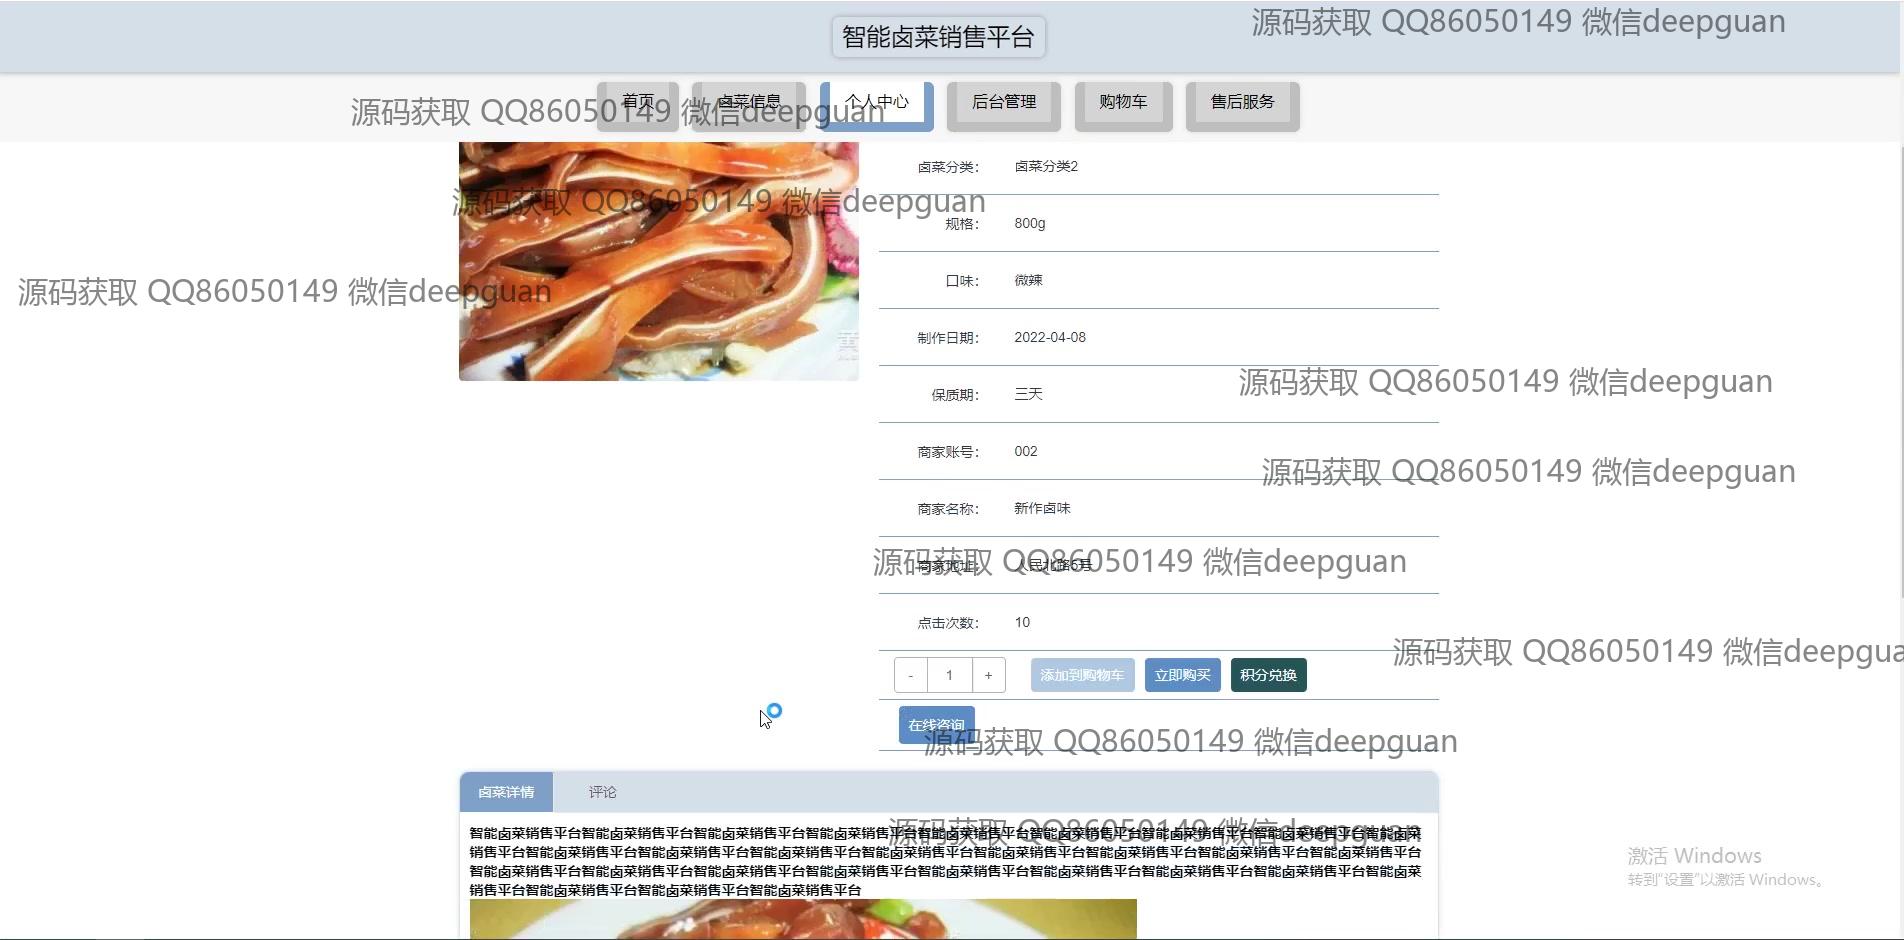 智能卤菜销售平台
源码获取 QQ86050149 微信deepguan
首页
卤菜信息
个人中心
后台管理
购物车
售后服务
源码获取 QQ86050149 微信deepguan
卤菜分类： 卤菜分类2
源码获取 QQ86050149 微信deepguan
规格： 800g
口味： 微辣
源码获取 QQ86050149 微信deepguan
制作日期： 2022-04-08
源码获取 QQ86050149 微信deepguan
保质期： 三天
商家账号： 002
源码获取 QQ86050149 微信deepguan
商家名称： 新作卤味
商家地址： 人民北路6号
源码获取 QQ86050149 微信deepguan
点击次数： 10
源码获取 QQ86050149 微信deepgua
- 1 + 添加到购物车 立即购买 积分兑换
在线咨询
源码获取 QQ86050149 微信deepguan
卤菜详情 评论
源码获取 QQ86050149 微信deepguan
智能卤菜销售平台智能卤菜销售平台智能卤菜销售平台智能卤菜销售平台智能卤菜销售平台智能卤菜销售平台智能卤菜销售平台智能卤菜销售平台智能卤菜
销售平台智能卤菜销售平台智能卤菜销售平台智能卤菜销售平台智能卤菜销售平台智能卤菜销售平台智能卤菜销售平台智能卤菜销售平台智能卤菜销售平台
智能卤菜销售平台智能卤菜销售平台智能卤菜销售平台智能卤菜销售平台智能卤菜销售平台智能卤菜销售平台智能卤菜销售平台智能卤菜销售平台智能卤菜
销售平台智能卤菜销售平台智能卤菜销售平台智能卤菜销售平台
激活 Windows
转到"设置"以激活 Windows。